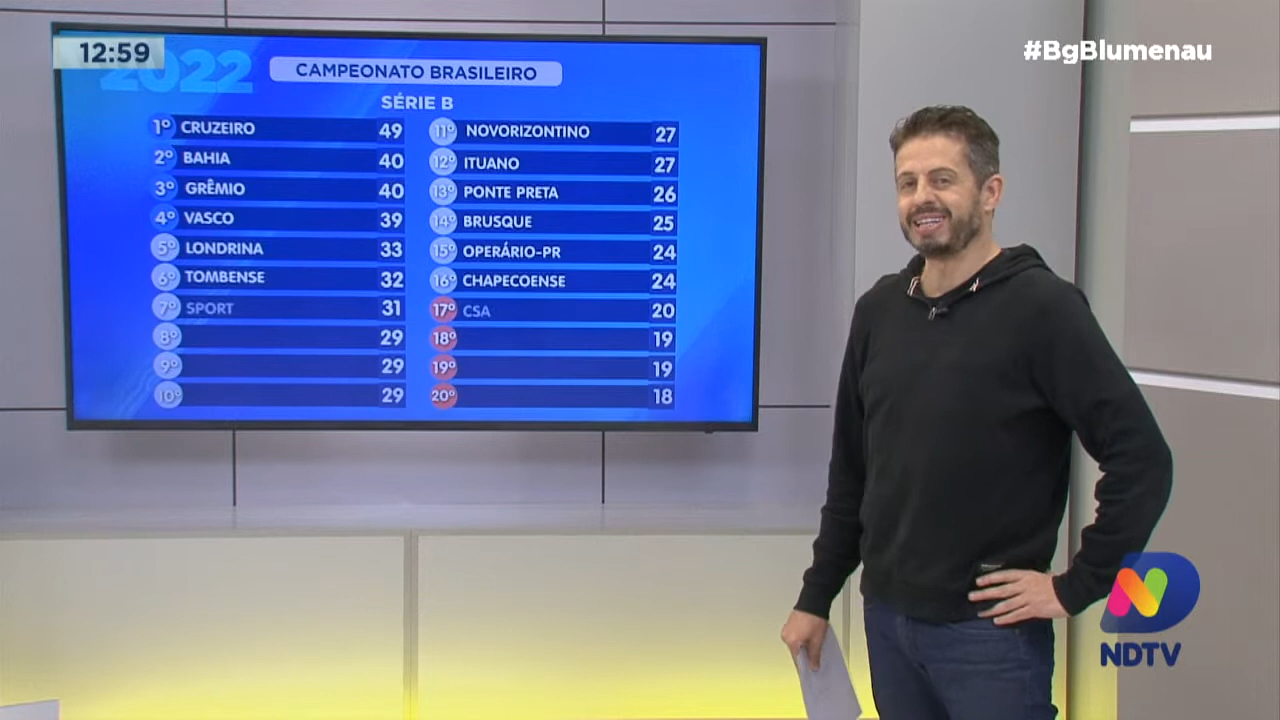 12:59
#BgBlumenau
2022
CAMPEONATO BRASILEIRO
SÉRIE B
1º CRUZEIRO 49
2º BAHIA 40
3º GRÊMIO 40
4º VASCO 39
5º LONDRINA 33
6º TOMBENSE 32
7º SPORT 31
8º 29
9º 29
10º 29
11º NOVORIZONTINO 27
12º ITUANO 27
13º PONTE PRETA 26
14º BRUSQUE 25
15º OPERÁRIO-PR 24
16º CHAPECOENSE 24
17º CSA 20
18º 19
19º 19
20º 18
NDTV